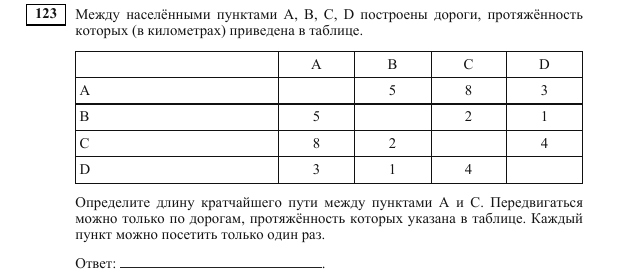 123 Между населёнными пунктами A, B, C, D построены дороги, протяжённость
которых (в километрах) приведена в таблице.
A B C D
A 5 8 3
B 5 2 1
C 8 2 4
D 3 1 4
Определите длину кратчайшего пути между пунктами A и C. Передвигаться
можно только по дорогам, протяжённость которых указана в таблице. Каждый
пункт можно посетить только один раз.
Ответ: ______________________.